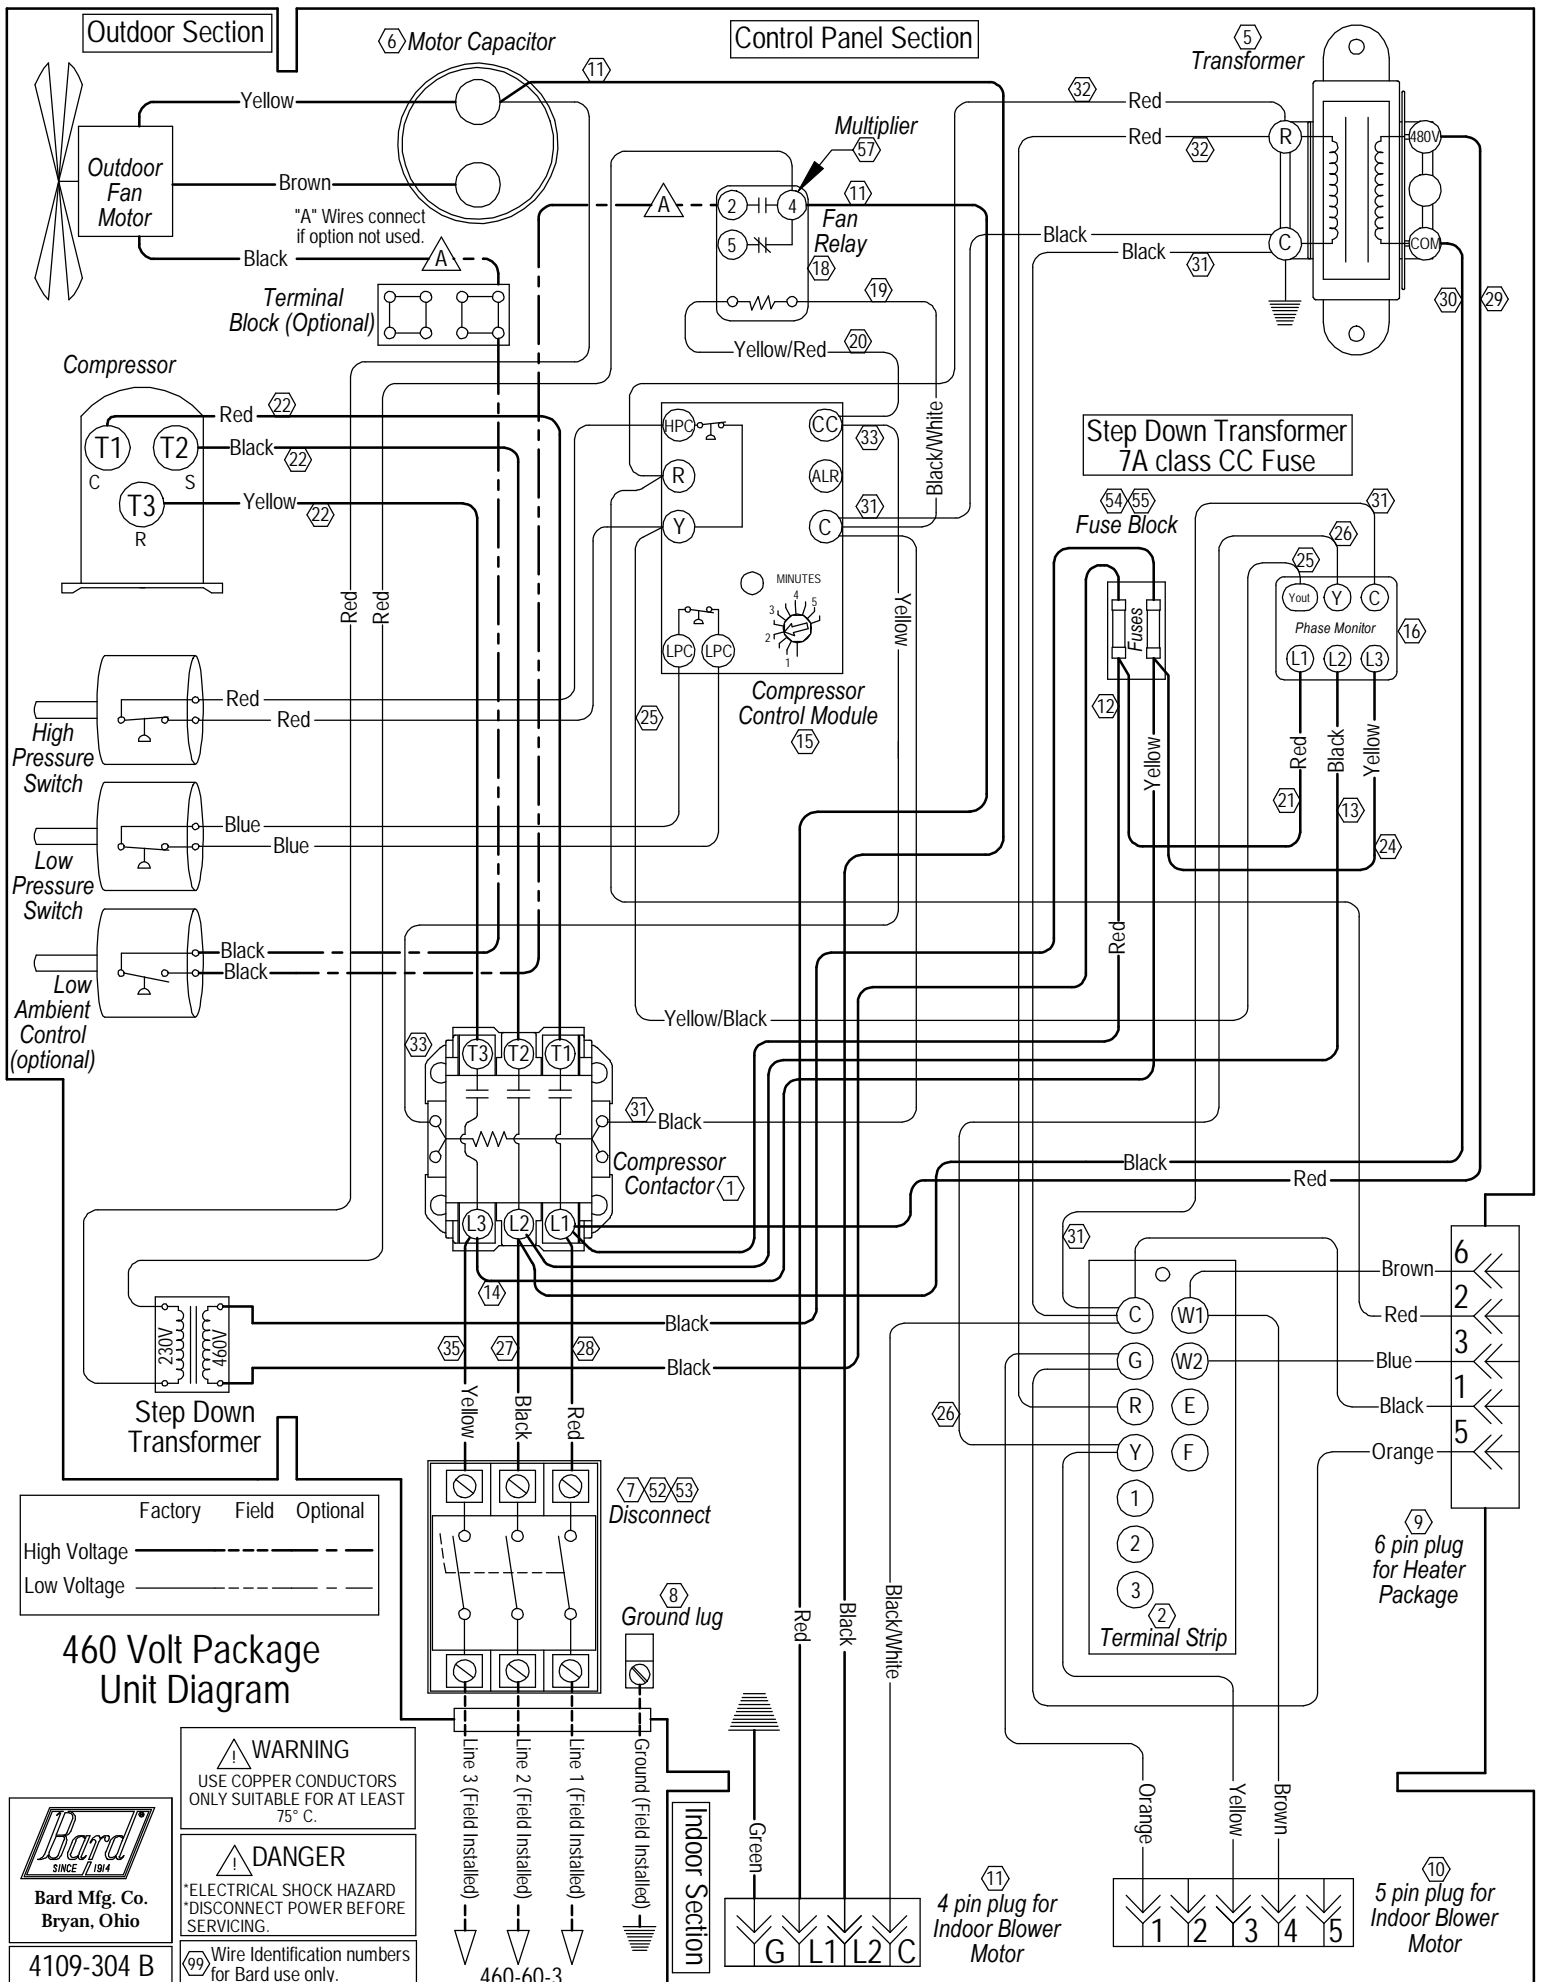 Outdoor Section
6
Motor Capacitor
Control Panel Section
5
Transformer
11
Yellow
Outdoor
Fan
Motor
Brown
"A" Wires connect
if option not used.
Black
A
Terminal
Block (Optional)
Multiplier
57
A
2
4
5
11
Fan
Relay
18
19
Yellow/Red
20
32
Red
Red
32
R
480V
Black
Black
31
C
COM
30
29
Compressor
T1
C
T2
S
T3
R
Red
22
Black
22
Yellow
22
Red
Red
HPC
R
Y
CC
33
ALR
C
31
Black/White
MINUTES
1
2
3
4
5
LPC
LPC
Compressor
Control Module
15
25
Yellow
Step Down Transformer
7A class CC Fuse
54
55
Fuse Block
Fuses
12
Yellow
31
26
25
Yout
Y
C
Phase Monitor
16
L1
L2
L3
Red
Black
Yellow
21
13
24
Red
Red
Red
High
Pressure
Switch
Blue
Blue
Low
Pressure
Switch
Black
Black
Low
Ambient
Control
(optional)
Yellow/Black
33
T3
T2
T1
31
Black
Compressor
Contactor
1
L3
L2
L1
14
Black
Red
31
35
27
28
Yellow
Black
Red
230V
460V
Step Down
Transformer
Black
Black
26
C
W1
G
W2
R
E
Y
F
1
2
3
2
Terminal Strip
Brown
6
Red
2
Blue
3
Black
1
Orange
5
9
6 pin plug
for Heater
Package
7
52
53
Disconnect
8
Ground lug
Factory
Field
Optional
High Voltage
Low Voltage
460 Volt Package
Unit Diagram
WARNING
USE COPPER CONDUCTORS
ONLY SUITABLE FOR AT LEAST
75° C.
DANGER
*ELECTRICAL SHOCK HAZARD
*DISCONNECT POWER BEFORE
SERVICING.
99
Wire Identification numbers
for Bard use only.
Bard®
SINCE 1914
Bard Mfg. Co.
Bryan, Ohio
4109-304 B
Line 3 (Field Installed)
Line 2 (Field Installed)
Line 1 (Field Installed)
Ground (Field Installed)
460-60-3
Indoor Section
Green
Red
Black
Black/White
G
L1
L2
C
11
4 pin plug for
Indoor Blower
Motor
Orange
Yellow
Brown
1
2
3
4
5
10
5 pin plug for
Indoor Blower
Motor